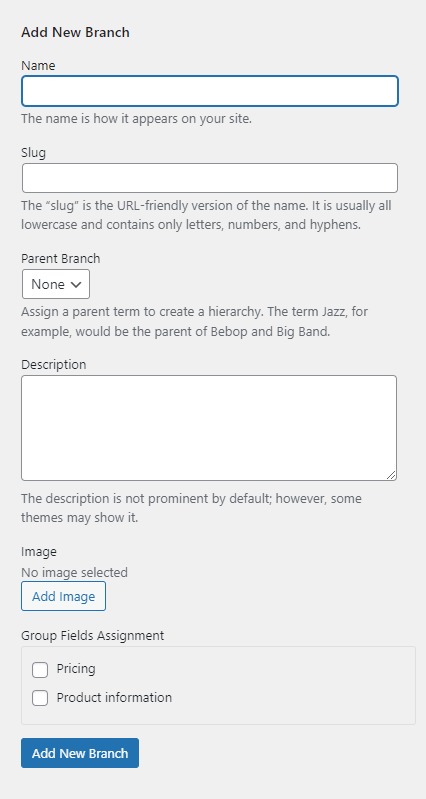 Add New Branch
Name
The name is how it appears on your site.
Slug
The “slug” is the URL-friendly version of the name. It is usually all
lowercase and contains only letters, numbers, and hyphens.
Parent Branch
None
Assign a parent term to create a hierarchy. The term Jazz, for
example, would be the parent of Bebop and Big Band.
Description
The description is not prominent by default; however, some
themes may show it.
Image
No image selected
Add Image
Group Fields Assignment
Pricing
Product information
Add New Branch